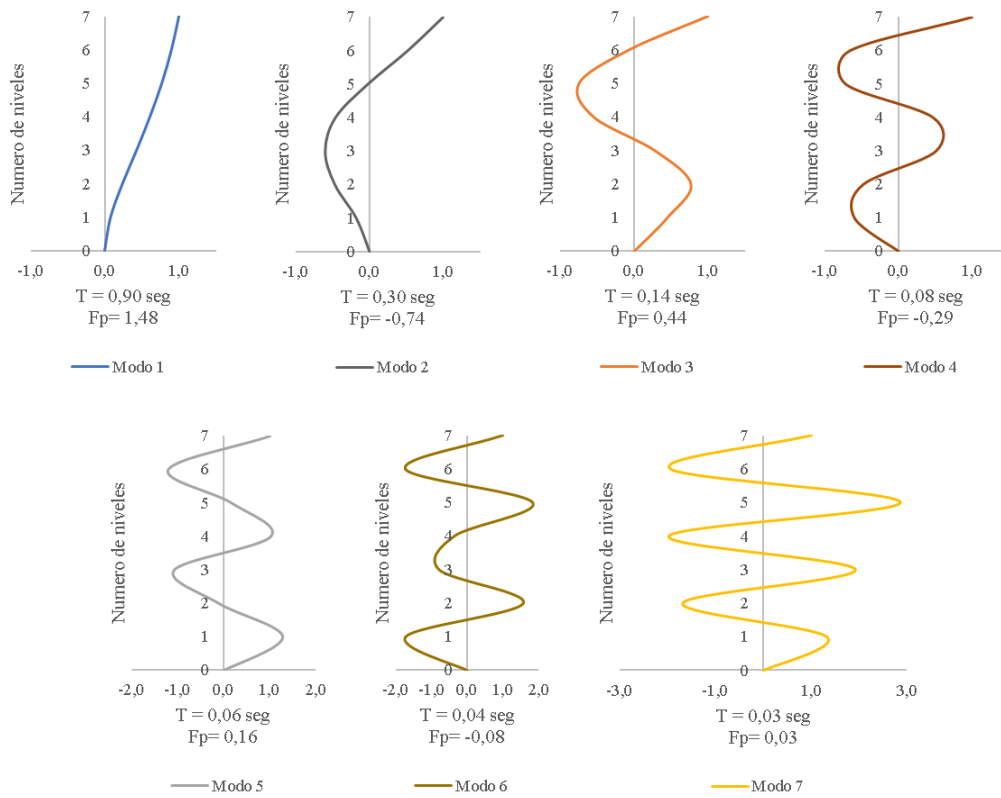 Numero de niveles
7
6
5
4
3
2
1
0
-1,0 0,0 1,0
T = 0,90 seg
Fp= 1,48
Modo 1
Numero de niveles
7
6
5
4
3
2
1
0
-1,0 0,0 1,0
T = 0,30 seg
Fp= -0,74
Modo 2
Numero de niveles
7
6
5
4
3
2
1
0
-1,0 0,0 1,0
T = 0,14 seg
Fp= 0,44
Modo 3
Numero de niveles
7
6
5
4
3
2
1
0
-1,0 0,0 1,0
T = 0,08 seg
Fp= -0,29
Modo 4
Numero de niveles
7
6
5
4
3
2
1
0
-2,0 -1,0 0,0 1,0 2,0
T = 0,06 seg
Fp= 0,16
Modo 5
Numero de niveles
7
6
5
4
3
2
1
0
-2,0 -1,0 0,0 1,0 2,0
T = 0,04 seg
Fp= -0,08
Modo 6
Numero de niveles
7
6
5
4
3
2
1
0
-3,0 -1,0 1,0 3,0
T = 0,03 seg
Fp= 0,03
Modo 7